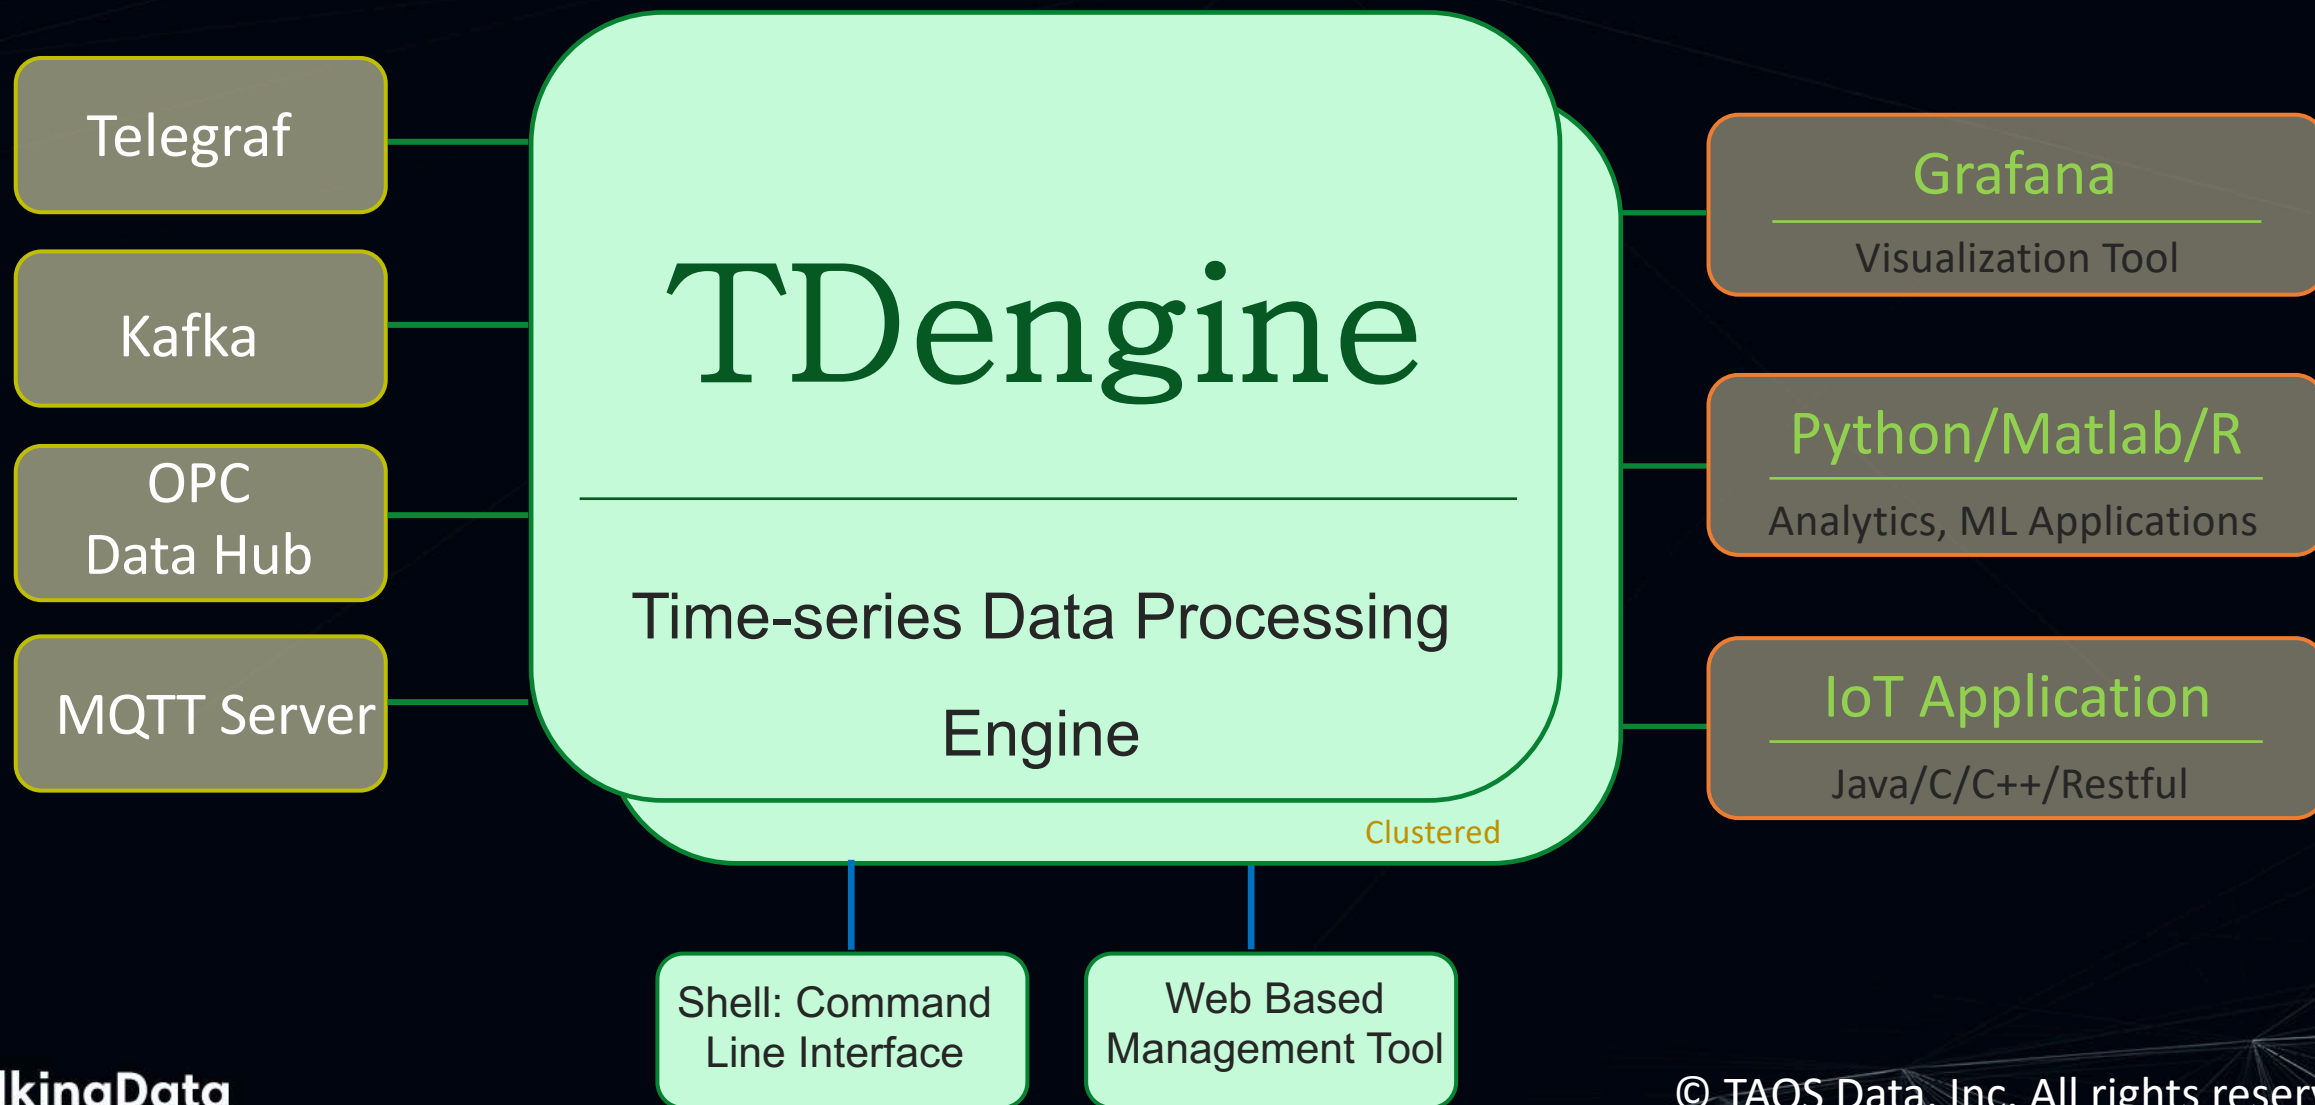 Telegraf
Kafka
OPC
Data Hub
MQTT Server
TDengine
Time-series Data Processing
Engine
Clustered
Grafana
Visualization Tool
Python/Matlab/R
Analytics, ML Applications
IoT Application
Java/C/C++/Restful
Shell: Command
Line Interface
Web Based
Management Tool
lkingData
© TAOS Data, Inc. All rights reserv